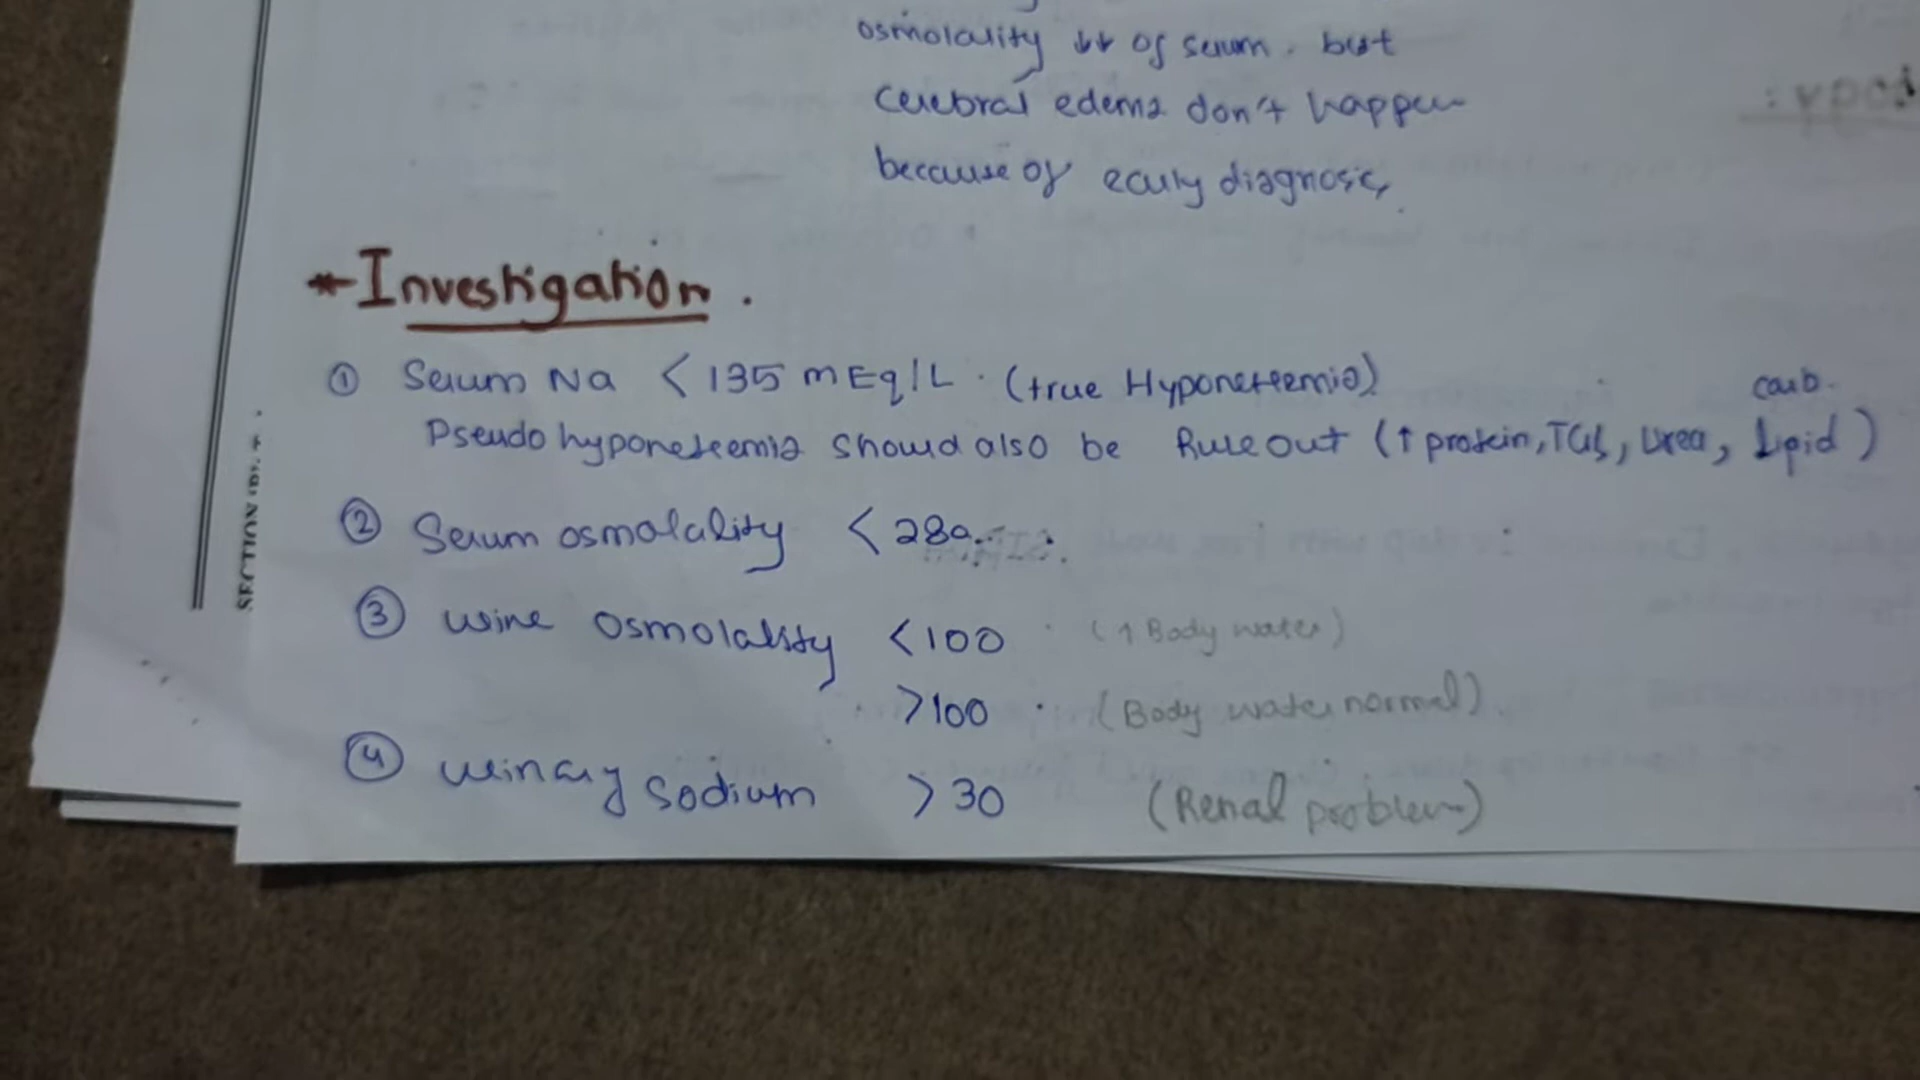 osmolality ↓↓ of serum. but
cerebral edema don't happen
because of early diagnosis,
*Investigation.
① Serum Na < 135 mEq/L. (true Hyponatremia)
carb.
Pseudo hyponatremia should also be Rule out (↑ protein, TGs, urea, Lipid)
② Serum osmolality < 280
③ urine osmolality < 100 (↑ Body water)
> 100 (Body water normal)
④ urinary sodium > 30 (Renal problem)
SECTION